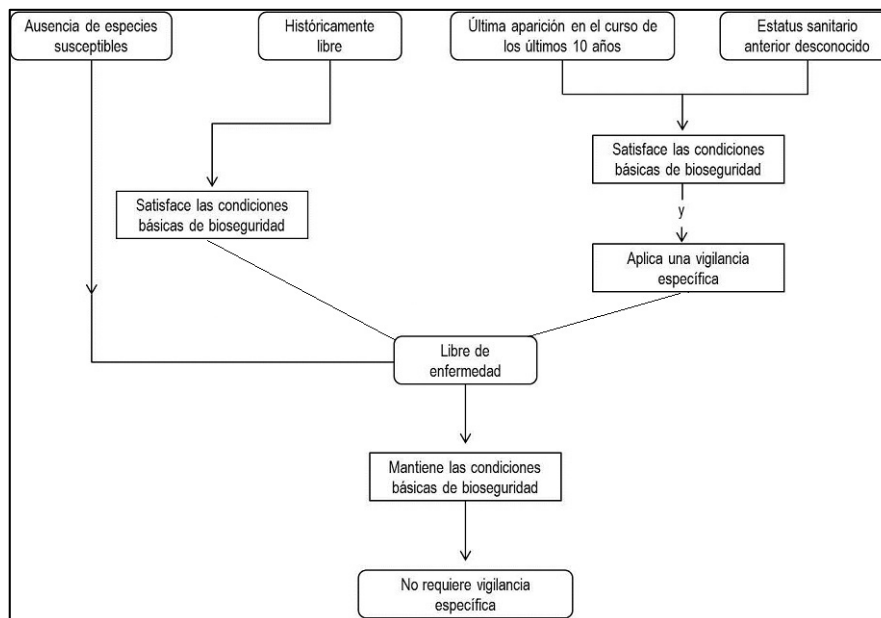 Ausencia de especies
susceptibles
Históricamente
libre
Última aparición en el curso de
los últimos 10 años
Estatus sanitario
anterior desconocido
Satisface las condiciones
básicas de bioseguridad
y
Aplica una vigilancia
específica
Satisface las condiciones
básicas de bioseguridad
Libre de
enfermedad
Mantiene las condiciones
básicas de bioseguridad
No requiere vigilancia
específica